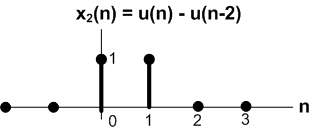 x₂(n) = u(n) - u(n-2)
1
n
0 1 2 3